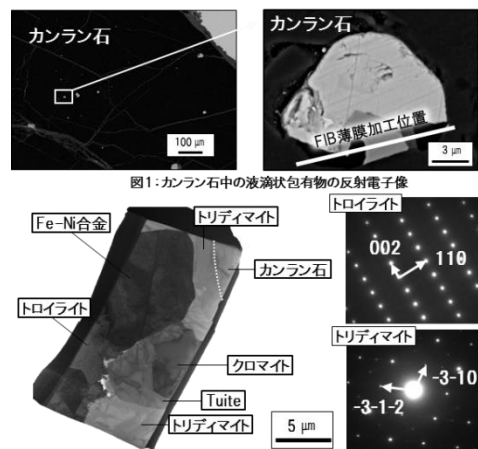 カンラン石
100 μm
カンラン石
FIB薄膜加工位置
3 μm
図1:カンラン石中の液滴状包有物の反射電子像
Fe-Ni合金
トリディマイト
カンラン石
トロイライト
クロマイト
Tuite
トリディマイト
5 μm
トロイライト
002
110
トリディマイト
-3-10
-3-1-2